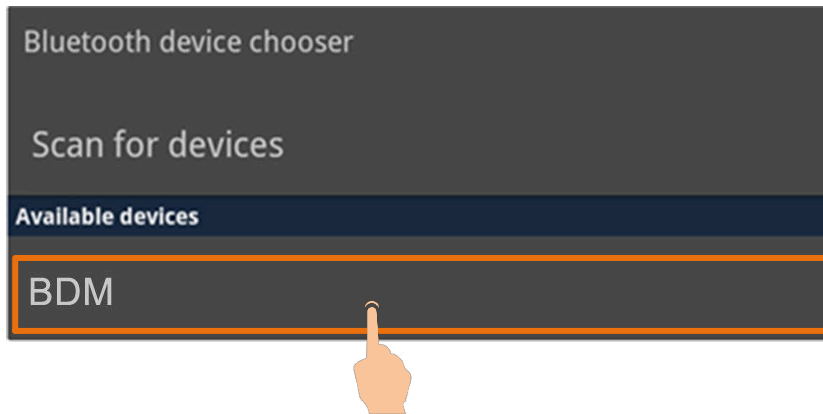 Bluetooth device chooser
Scan for devices
Available devices
BDM